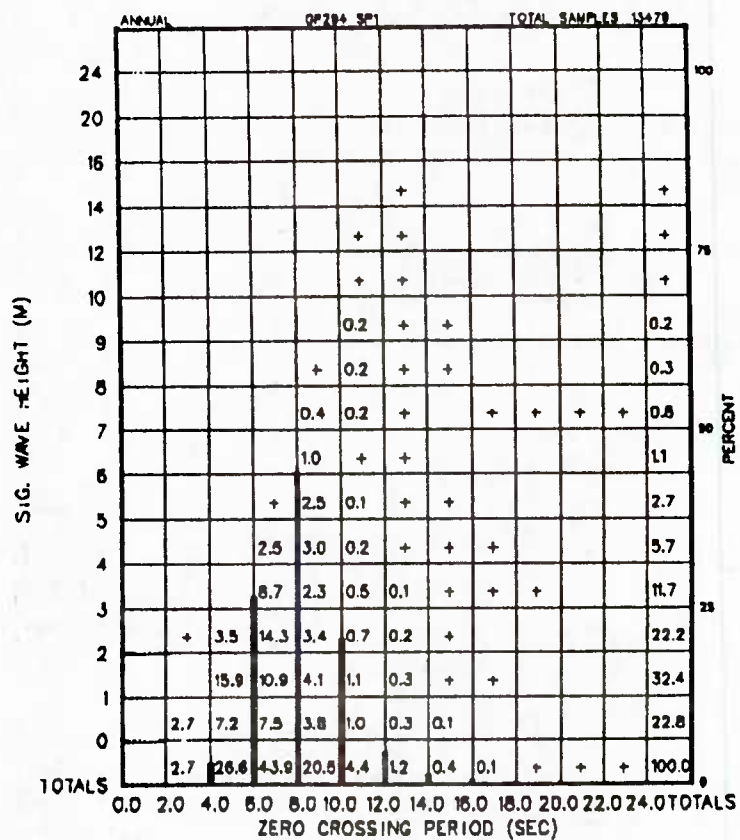 ANNUAL OP294 SP1 TOTAL SAMPLES 13479
24 100
20
16
+ +
14
+ + +
12 75
+ + +
10
0.2 + + 0.2
9
+ 0.2 + + 0.3
8
0.4 0.2 + + + + + 0.8
7
1.0 + + 1.1
6
+ 2.5 0.1 + + 2.7
5
2.5 3.0 0.2 + + + 5.7
4
8.7 2.3 0.5 0.1 + + + 11.7
3 25
+ 3.5 14.3 3.4 0.7 0.2 + 22.2
2
15.9 10.9 4.1 1.1 0.3 + + 32.4
1
2.7 7.2 7.5 3.8 1.0 0.3 0.1 22.8
0
2.7 26.6 43.9 20.5 4.4 1.2 0.4 0.1 + + + 100.0
TOTALS 0
0.0 2.0 4.0 6.0 8.0 10.0 12.0 14.0 16.0 18.0 20.0 22.0 24.0 TOTALS
ZERO CROSSING PERIOD (SEC)
SIG. WAVE HEIGHT (M)
PERCENT